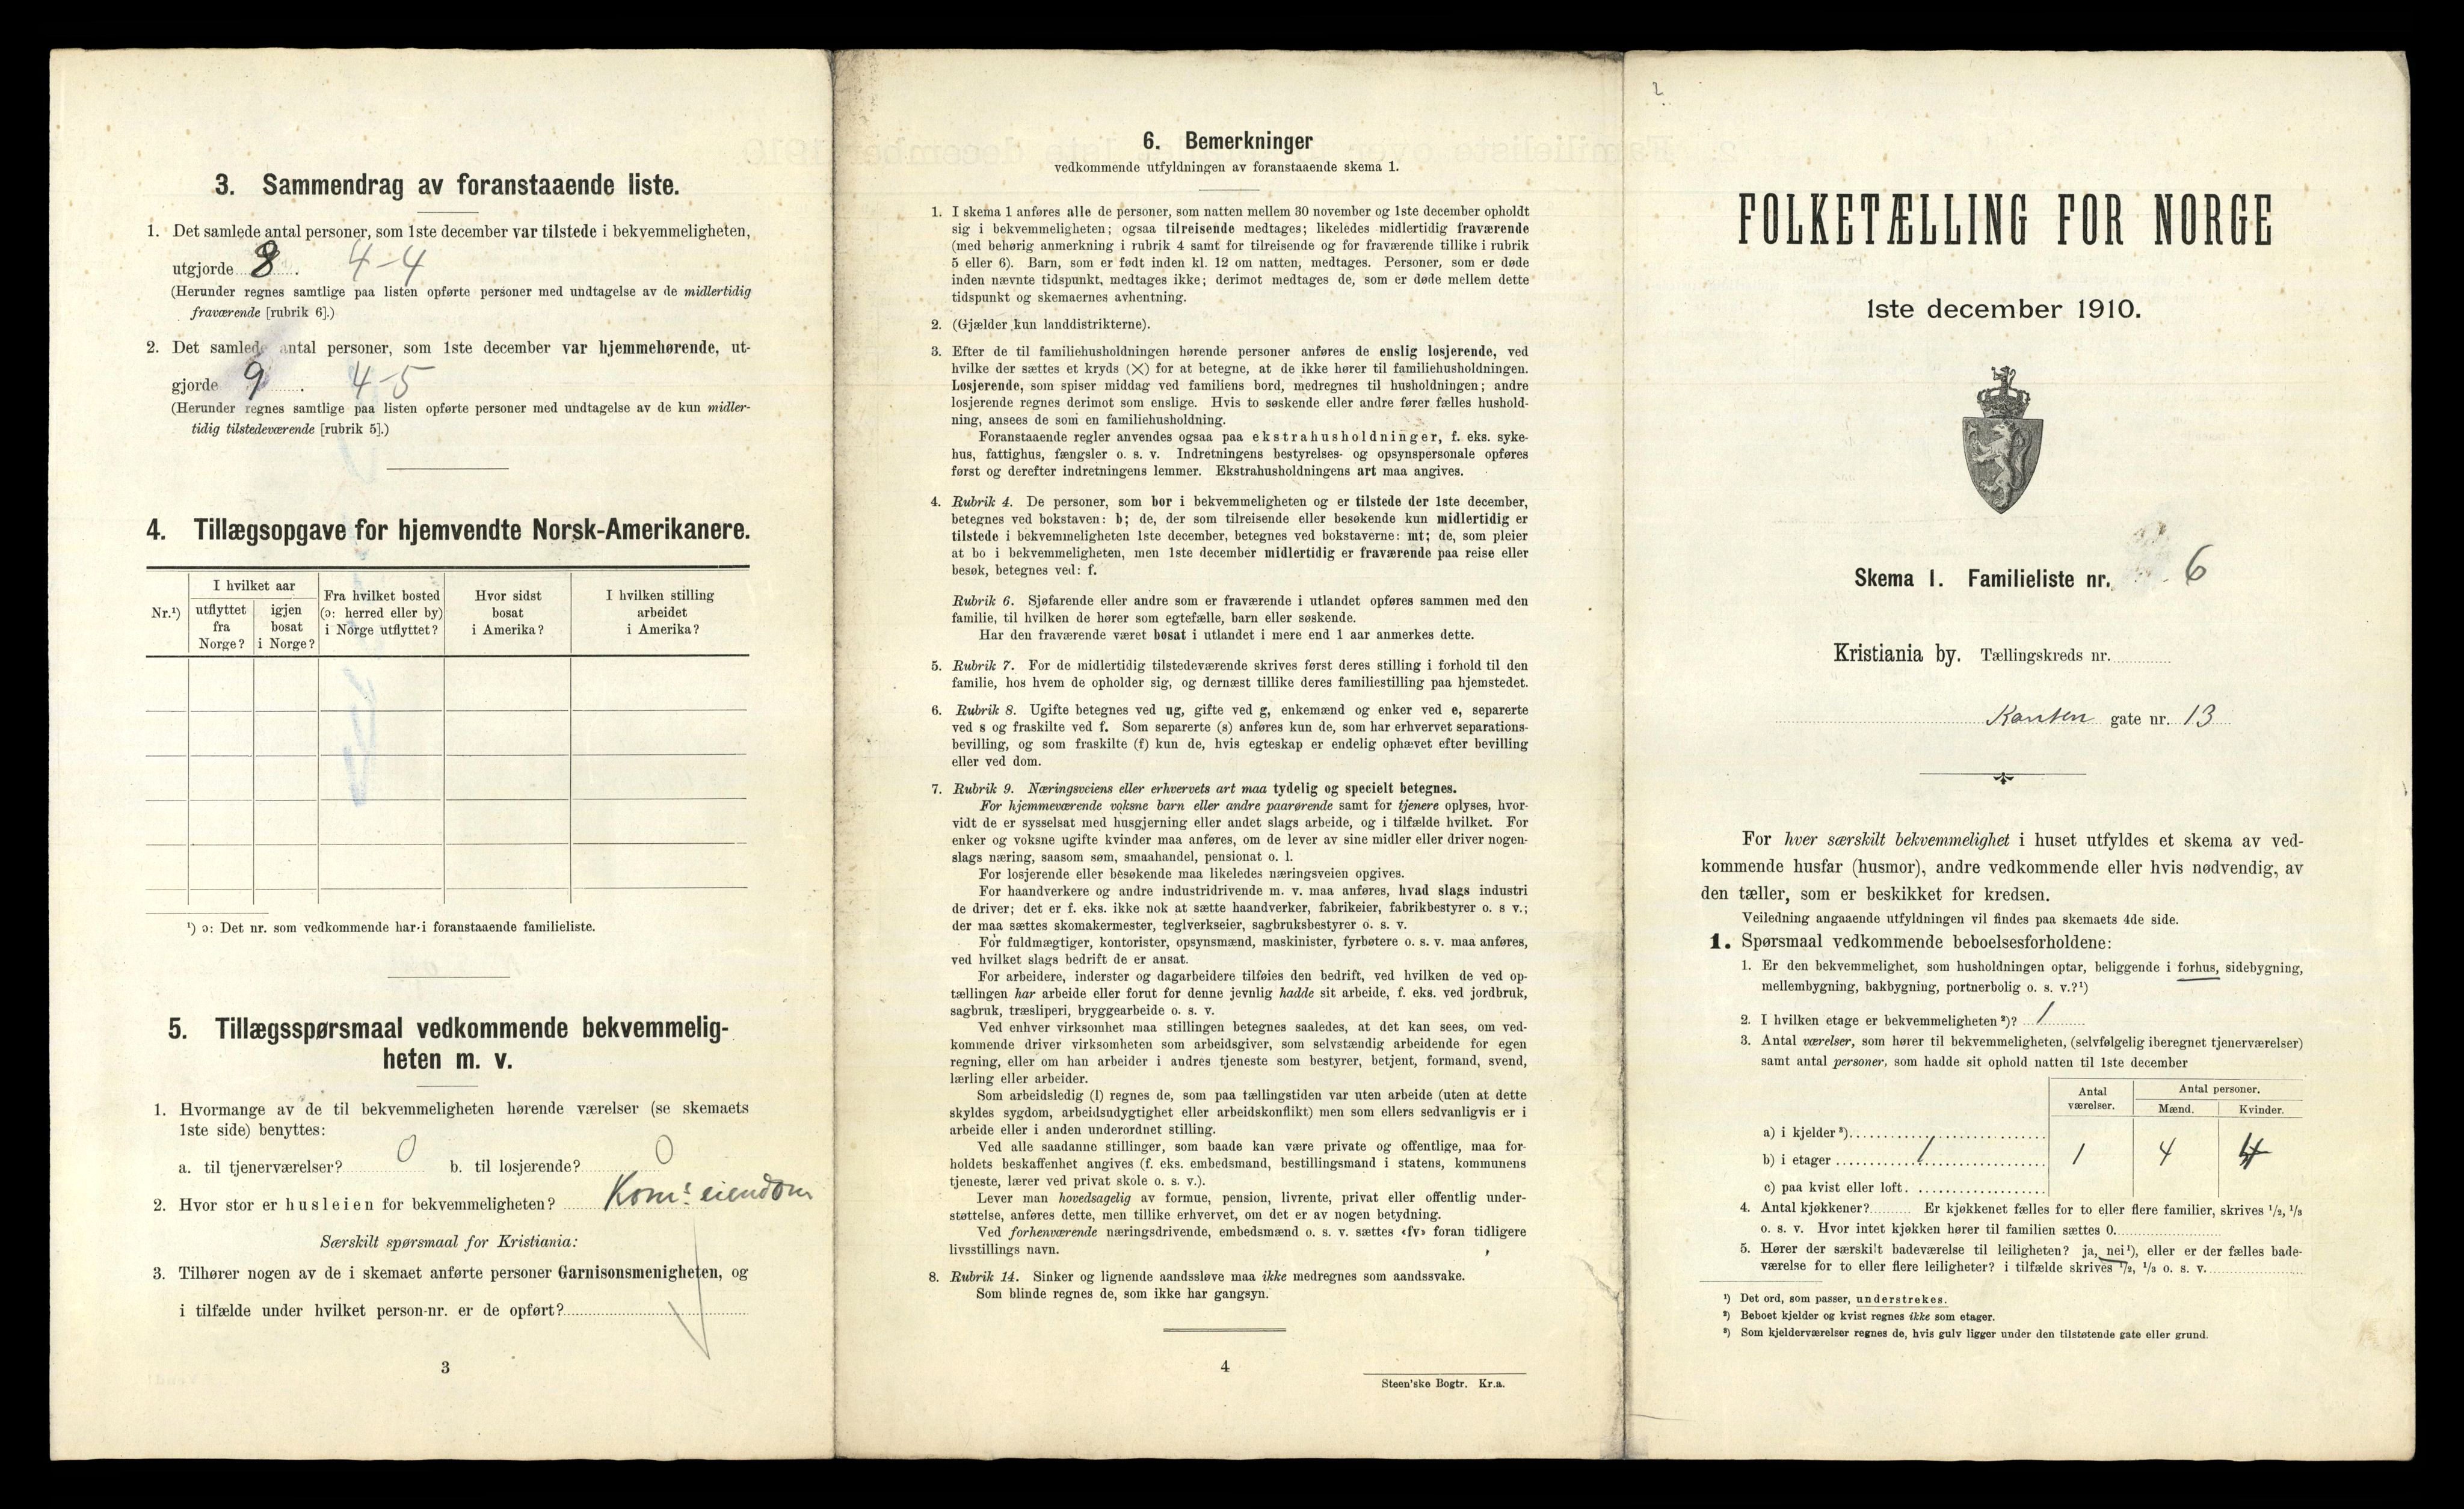 3. Sammendrag av foranstaaende liste.
1. Det samlede antal personer, som 1ste december var tilstede i bekvemmeligheten,
utgjorde 8. 4-4
(Herunder regnes samtlige paa listen opførte personer med undtagelse av de midlertidig
fraværende [rubrik 6].)
2. Det samlede antal personer, som 1ste december var hjemmehørende, ut-
gjorde 9. 4-5
(Herunder regnes samtlige paa listen opførte personer med undtagelse av de kun midler-
tidig tilstedeværende [rubrik 5].)
4. Tillægsopgave for hjemvendte Norsk-Amerikanere.
Nr.¹)
I hvilket aar
utflyttet fra Norge?
igjen bosat i Norge?
Fra hvilket bosted (ɔ: herred eller by) i Norge utflyttet?
Hvor sidst bosat i Amerika?
I hvilken stilling arbeidet i Amerika?
¹) ɔ: Det nr. som vedkommende har i foranstaaende familieliste.
5. Tillægsspørsmaal vedkommende bekvemmelig-
heten m. v.
1. Hvormange av de til bekvemmeligheten hørende værelser (se skemaets
1ste side) benyttes:
a. til tjenerværelser? 0 b. til losjerende? 0
2. Hvor stor er husleien for bekvemmeligheten? Kom⁠s eiendom
Særskilt spørsmaal for Kristiania:
3. Tilhører nogen av de i skemaet anførte personer Garnisonsmenigheten, og
i tilfælde under hvilket person-nr. er de opført?
3
6. Bemerkninger
vedkommende utfyldningen av foranstaaende skema 1.
1. I skema 1 anføres alle de personer, som natten mellem 30 november og 1ste december opholdt
sig i bekvemmeligheten; ogsaa tilreisende medtages; likeledes midlertidig fraværende
(med behørig anmerkning i rubrik 4 samt for tilreisende og for fraværende tillike i rubrik
5 eller 6). Barn, som er født inden kl. 12 om natten, medtages. Personer, som er døde
inden nævnte tidspunkt, medtages ikke; derimot medtages de, som er døde mellem dette
tidspunkt og skemaernes avhentning.
2. (Gjælder kun landdistrikterne).
3. Efter de til familiehusholdningen hørende personer anføres de enslig losjerende, ved
hvilke der sættes et kryds (×) for at betegne, at de ikke hører til familiehusholdningen.
Losjerende, som spiser middag ved familiens bord, medregnes til husholdningen; andre
losjerende regnes derimot som enslige. Hvis to søskende eller andre fører fælles hushold-
ning, ansees de som en familiehusholdning.
Foranstaaende regler anvendes ogsaa paa ekstrahusholdninger, f. eks. syke-
hus, fattighus, fængsler o. s. v. Indretningens bestyrelses- og opsynspersonale opføres
først og derefter indretningens lemmer. Ekstrahusholdningens art maa angives.
4. Rubrik 4. De personer, som bor i bekvemmeligheten og er tilstede der 1ste december,
betegnes ved bokstaven: b; de, der som tilreisende eller besøkende kun midlertidig er
tilstede i bekvemmeligheten 1ste december, betegnes ved bokstaverne: mt; de, som pleier
at bo i bekvemmeligheten, men 1ste december midlertidig er fraværende paa reise eller
besøk, betegnes ved: f.
Rubrik 6. Sjøfarende eller andre som er fraværende i utlandet opføres sammen med den
familie, til hvilken de hører som egtefælle, barn eller søskende.
Har den fraværende været bosat i utlandet i mere end 1 aar anmerkes dette.
5. Rubrik 7. For de midlertidig tilstedeværende skrives først deres stilling i forhold til den
familie, hos hvem de opholder sig, og dernæst tillike deres familiestilling paa hjemstedet.
6. Rubrik 8. Ugifte betegnes ved ug, gifte ved g, enkemænd og enker ved e, separerte
ved s og fraskilte ved f. Som separerte (s) anføres kun de, som har erhvervet separations-
bevilling, og som fraskilte (f) kun de, hvis egteskap er endelig ophævet efter bevilling
eller ved dom.
7. Rubrik 9. Næringsveiens eller erhvervets art maa tydelig og specielt betegnes.
For hjemmeværende voksne barn eller andre paarørende samt for tjenere oplyses, hvor-
vidt de er sysselsat med husgjerning eller andet slags arbeide, og i tilfælde hvilket. For
enker og voksne ugifte kvinder maa anføres, om de lever av sine midler eller driver nogen-
slags næring, saasom søm, smaahandel, pensionat o. l.
For losjerende eller besøkende maa likeledes næringsveien opgives.
For haandverkere og andre industridrivende m. v. maa anføres, hvad slags industri
de driver; det er f. eks. ikke nok at sætte haandverker, fabrikeier, fabrikbestyrer o. s v.;
der maa sættes skomakermester, teglverkseier, sagbruksbestyrer o. s. v.
For fuldmægtiger, kontorister, opsynsmænd, maskinister, fyrbøtere o. s. v. maa anføres,
ved hvilket slags bedrift de er ansat.
For arbeidere, inderster og dagarbeidere tilføies den bedrift, ved hvilken de ved op-
tællingen har arbeide eller forut for denne jevnlig hadde sit arbeide, f. eks. ved jordbruk,
sagbruk, træsliperi, bryggearbeide o. s. v.
Ved enhver virksomhet maa stillingen betegnes saaledes, at det kan sees, om ved-
kommende driver virksomheten som arbeidsgiver, som selvstændig arbeidende for egen
regning, eller om han arbeider i andres tjeneste som bestyrer, betjent, formand, svend,
lærling eller arbeider.
Som arbeidsledig (l) regnes de, som paa tællingstiden var uten arbeide (uten at dette
skyldes sygdom, arbeidsudygtighet eller arbeidskonflikt) men som ellers sedvanligvis er i
arbeide eller i anden underordnet stilling.
Ved alle saadanne stillinger, som baade kan være private og offentlige, maa for-
holdets beskaffenhet angives (f. eks. embedsmand, bestillingsmand i statens, kommunens
tjeneste, lærer ved privat skole o. s. v.).
Lever man hovedsagelig av formue, pension, livrente, privat eller offentlig under-
støttelse, anføres dette, men tillike erhvervet, om det er av nogen betydning.
Ved forhenværende næringsdrivende, embedsmænd o. s. v. sættes «fv» foran tidligere
livsstillings navn.
8. Rubrik 14. Sinker og lignende aandssløve maa ikke medregnes som aandssvake.
Som blinde regnes de, som ikke har gangsyn.
4
Steen'ske Bogtr. Kr.a.
2
FOLKETÆLLING FOR NORGE
1ste december 1910.
Skema 1. Familieliste nr. 6
Kristiania by. Tællingskreds nr.
Kanten gate nr. 13
For hver særskilt bekvemmelighet i huset utfyldes et skema av ved-
kommende husfar (husmor), andre vedkommende eller hvis nødvendig, av
den tæller, som er beskikket for kredsen.
Veiledning angaaende utfyldningen vil findes paa skemaets 4de side.
1. Spørsmaal vedkommende beboelsesforholdene:
1. Er den bekvemmelighet, som husholdningen optar, beliggende i forhus, sidebygning,
mellembygning, bakbygning, portnerbolig o. s. v.?¹)
2. I hvilken etage er bekvemmeligheten²)? 1
3. Antal værelser, som hører til bekvemmeligheten, (selvfølgelig iberegnet tjenerværelser)
samt antal personer, som hadde sit ophold natten til 1ste december
Antal værelser. Antal personer.
Mænd. Kvinder.
a) i kjelder³)
b) i etager 1 1 4 4
c) paa kvist eller loft.
4. Antal kjøkkener? Er kjøkkenet fælles for to eller flere familier, skrives ¹/₂, ¹/₃
o. s. v. Hvor intet kjøkken hører til familien sættes 0.
5. Hører der særskilt badeværelse til leiligheten? ja, nei¹), eller er der fælles bade-
værelse for to eller flere leiligheter? i tilfælde skrives ¹/₂, ¹/₃ o. s. v.
¹) Det ord, som passer, understrekes.
²) Beboet kjelder og kvist regnes ikke som etager.
³) Som kjelderværelser regnes de, hvis gulv ligger under den tilstøtende gate eller grund.